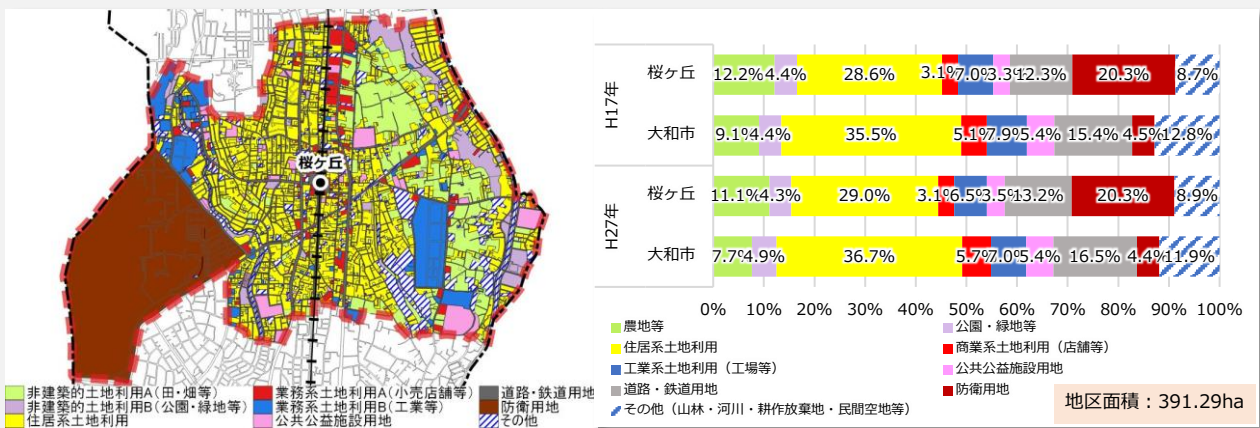 桜ヶ丘
非建築的土地利用A(田・畑等)
業務系土地利用A(小売店舗等)
道路・鉄道用地
非建築的土地利用B(公園・緑地等)
業務系土地利用B(工業等)
防衛用地
住居系土地利用
公共公益施設用地
その他
H17年
桜ヶ丘
12.2% 4.4% 28.6% 3.1% 7.0% 3.3% 12.3% 20.3% 8.7%
大和市
9.1% 4.4% 35.5% 5.1% 7.9% 5.4% 15.4% 4.5% 12.8%
H27年
桜ヶ丘
11.1% 4.3% 29.0% 3.1% 6.5% 3.5% 13.2% 20.3% 8.9%
大和市
7.7% 4.9% 36.7% 5.7% 7.0% 5.4% 16.5% 4.4% 11.9%
0% 10% 20% 30% 40% 50% 60% 70% 80% 90% 100%
農地等
公園・緑地等
住居系土地利用
商業系土地利用(店舗等)
工業系土地利用(工場等)
公共公益施設用地
道路・鉄道用地
防衛用地
その他(山林・河川・耕作放棄地・民間空地等)
地区面積:391.29ha